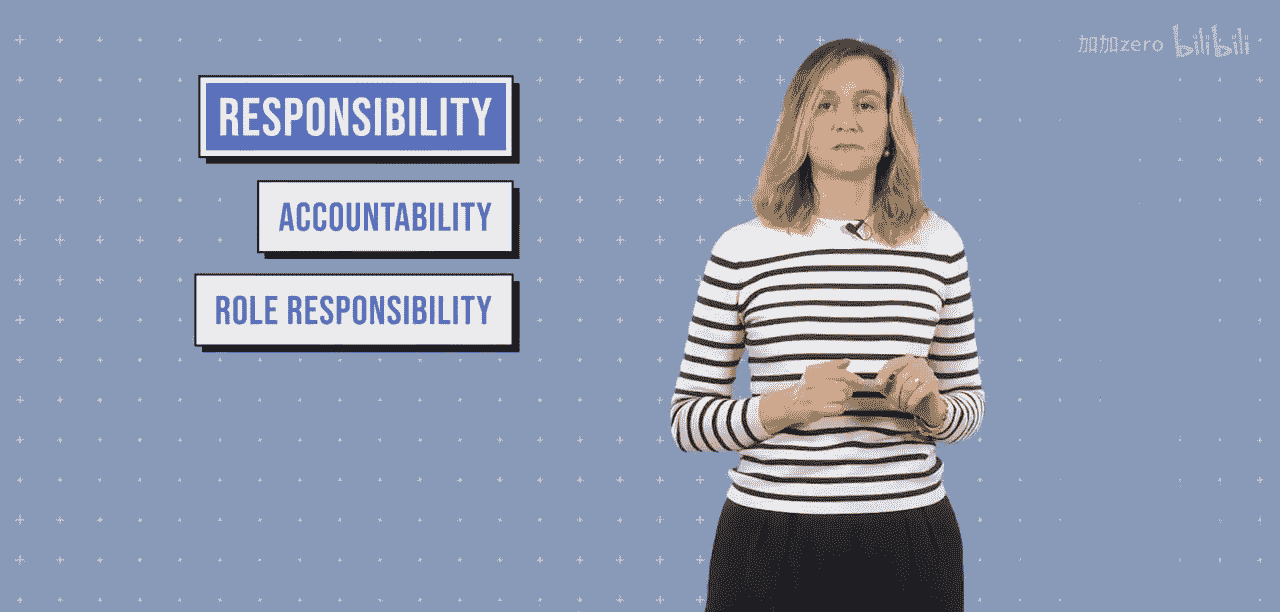 加加zero bilibili
RESPONSIBILITY
ACCOUNTABILITY
ROLE RESPONSIBILITY